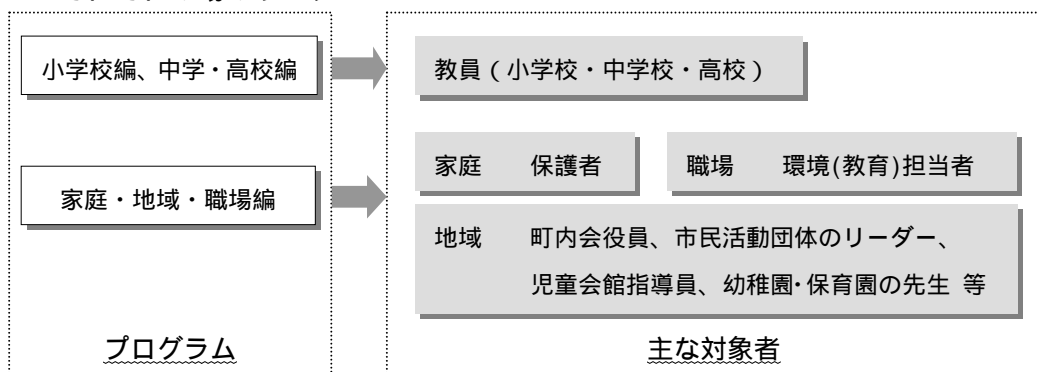 小学校編、中学・高校編
教員（小学校・中学校・高校）
家庭　保護者
職場　環境(教育)担当者
家庭・地域・職場編
地域　町内会役員、市民活動団体のリーダー、
児童会館指導員、幼稚園･保育園の先生 等
プログラム
主な対象者